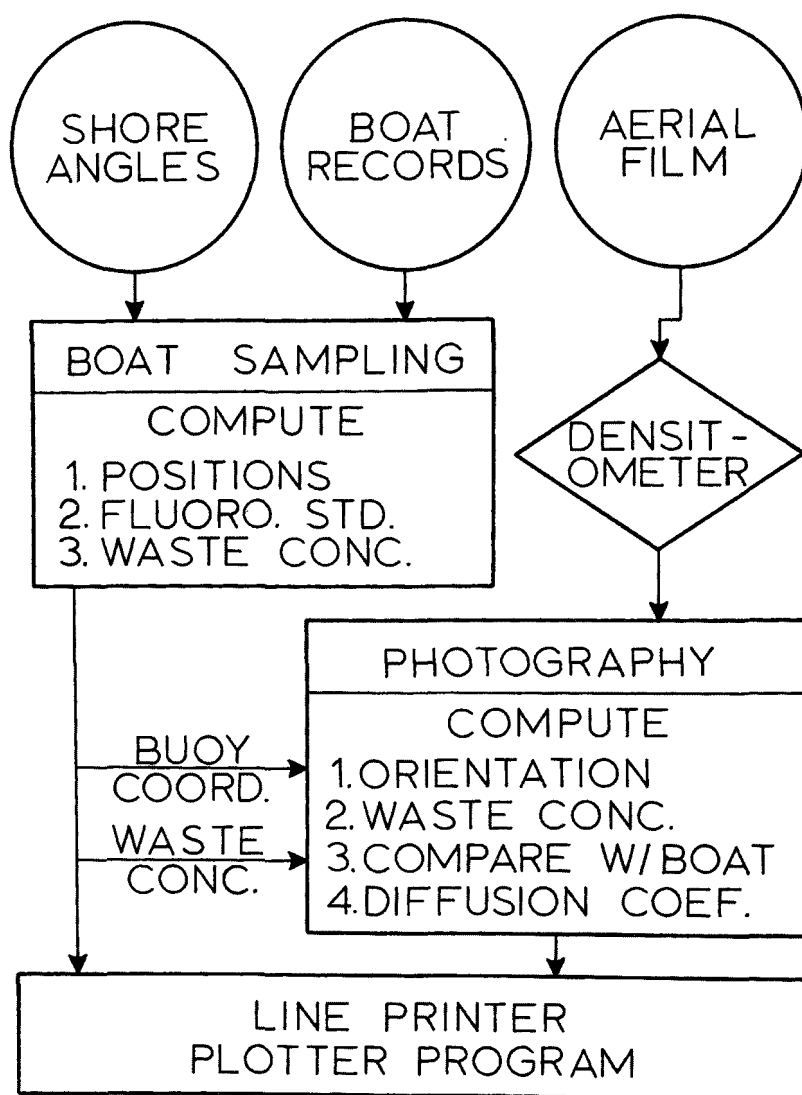 SHORE
ANGLES
BOAT
RECORDS
AERIAL
FILM
BOAT SAMPLING
COMPUTE
1. POSITIONS
2. FLUORO. STD.
3. WASTE CONC.
DENSIT-
OMETER
PHOTOGRAPHY
COMPUTE
1. ORIENTATION
2. WASTE CONC.
3. COMPARE W/BOAT
4. DIFFUSION COEF.
BUOY
COORD.
WASTE
CONC.
LINE PRINTER
PLOTTER PROGRAM